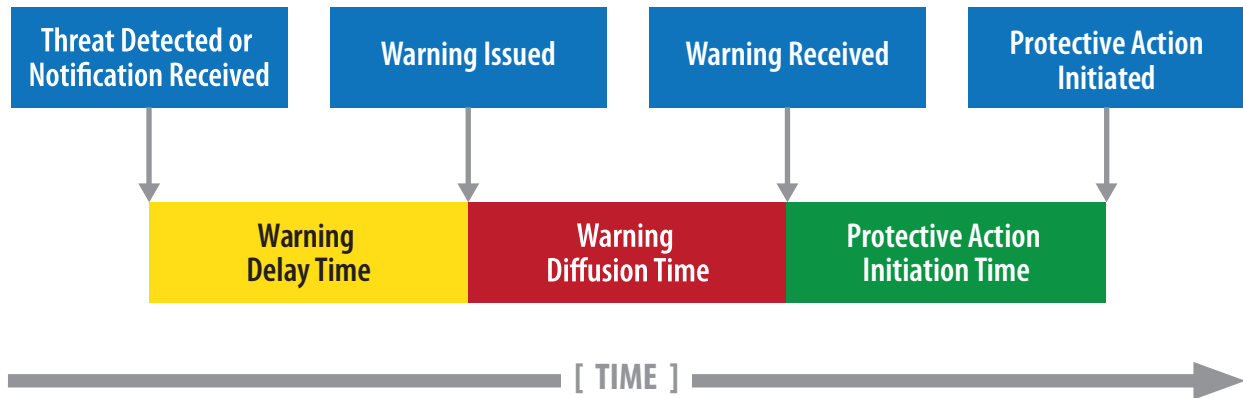 Threat Detected or
Notification Received
Warning Issued
Warning Received
Protective Action
Initiated
Warning
Delay Time
Warning
Diffusion Time
Protective Action
Initiation Time
[ TIME ]